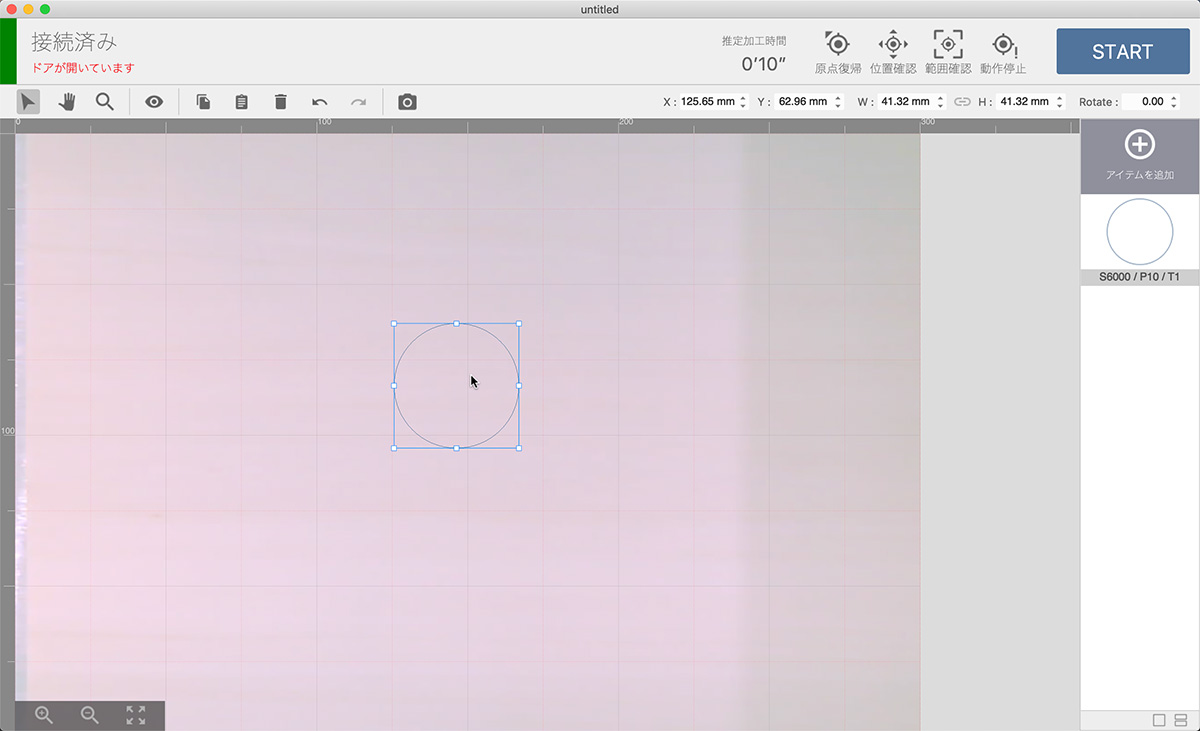 untitled
接続済み
ドアが開いています
推定加工時間
0’10”
原点復帰
位置確認
範囲確認
動作停止
START
X : 125.65 mm
Y : 62.96 mm
W : 41.32 mm
H : 41.32 mm
Rotate : 0.00
0
100
200
300
100
アイテムを追加
S6000 / P10 / T1